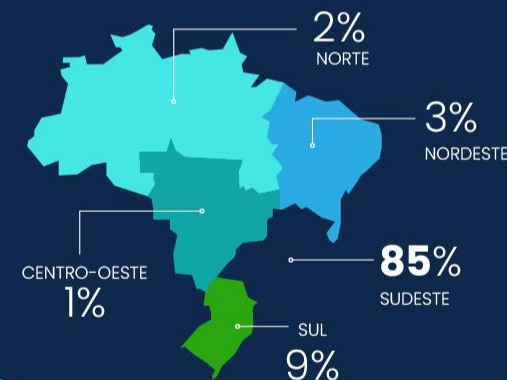 2%
NORTE
3%
NORDESTE
85%
SUDESTE
CENTRO-OESTE
1%
SUL
9%